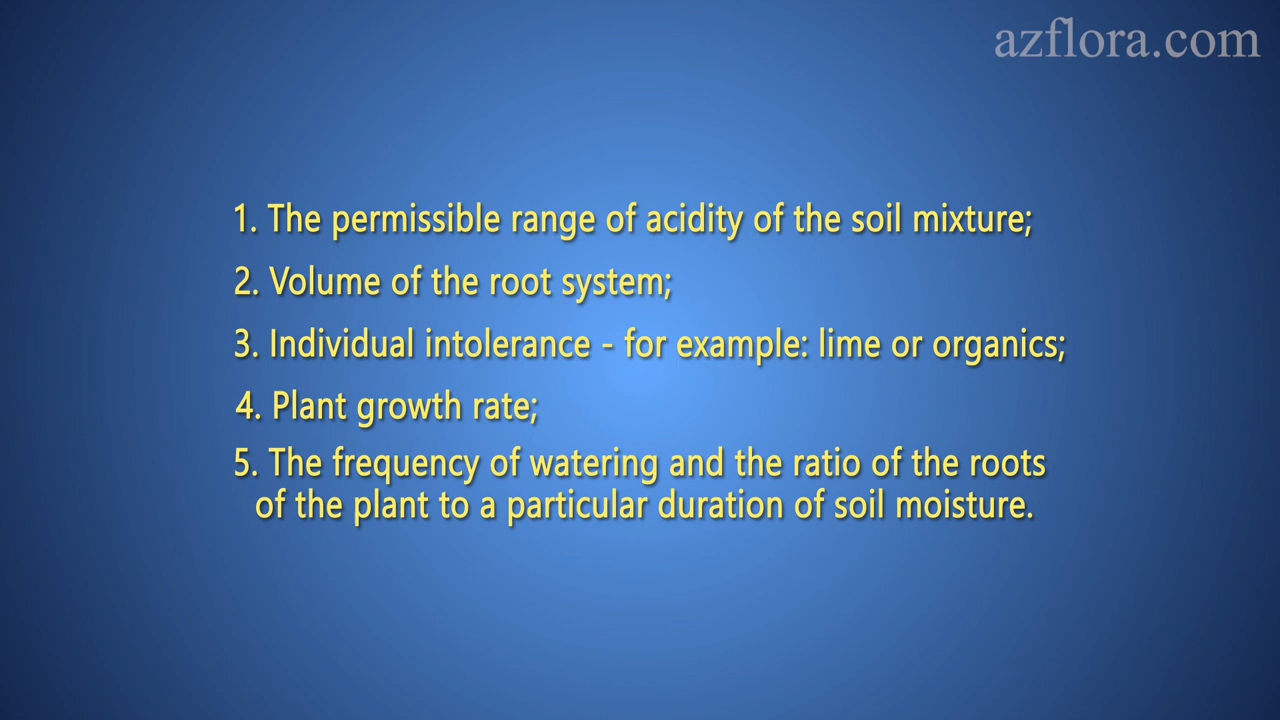 azflora.com
1. The permissible range of acidity of the soil mixture;
2. Volume of the root system;
3. Individual intolerance - for example: lime or organics;
4. Plant growth rate;
5. The frequency of watering and the ratio of the roots
of the plant to a particular duration of soil moisture.